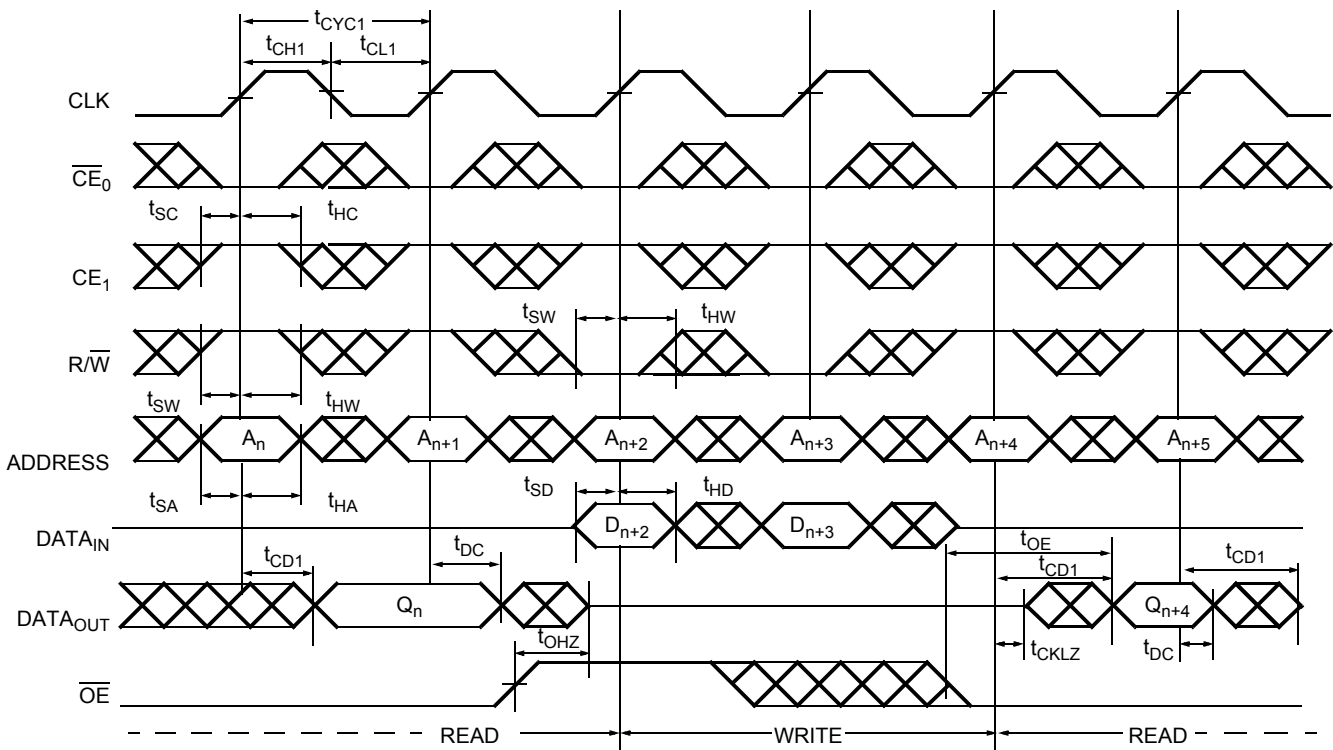 tCYC1
tCH1 tCL1
CLK
CE0
tSC tHC
CE1
tSW tHW
R/W
tSW tHW
An An+1 An+2 An+3 An+4 An+5
ADDRESS
tSA tHA tSD tHD
Dn+2 Dn+3
DATAIN
tCD1 tDC tOE
tCD1 tCD1
Qn Qn+4
DATAOUT
tOHZ tCKLZ tDC
OE
READ WRITE READ